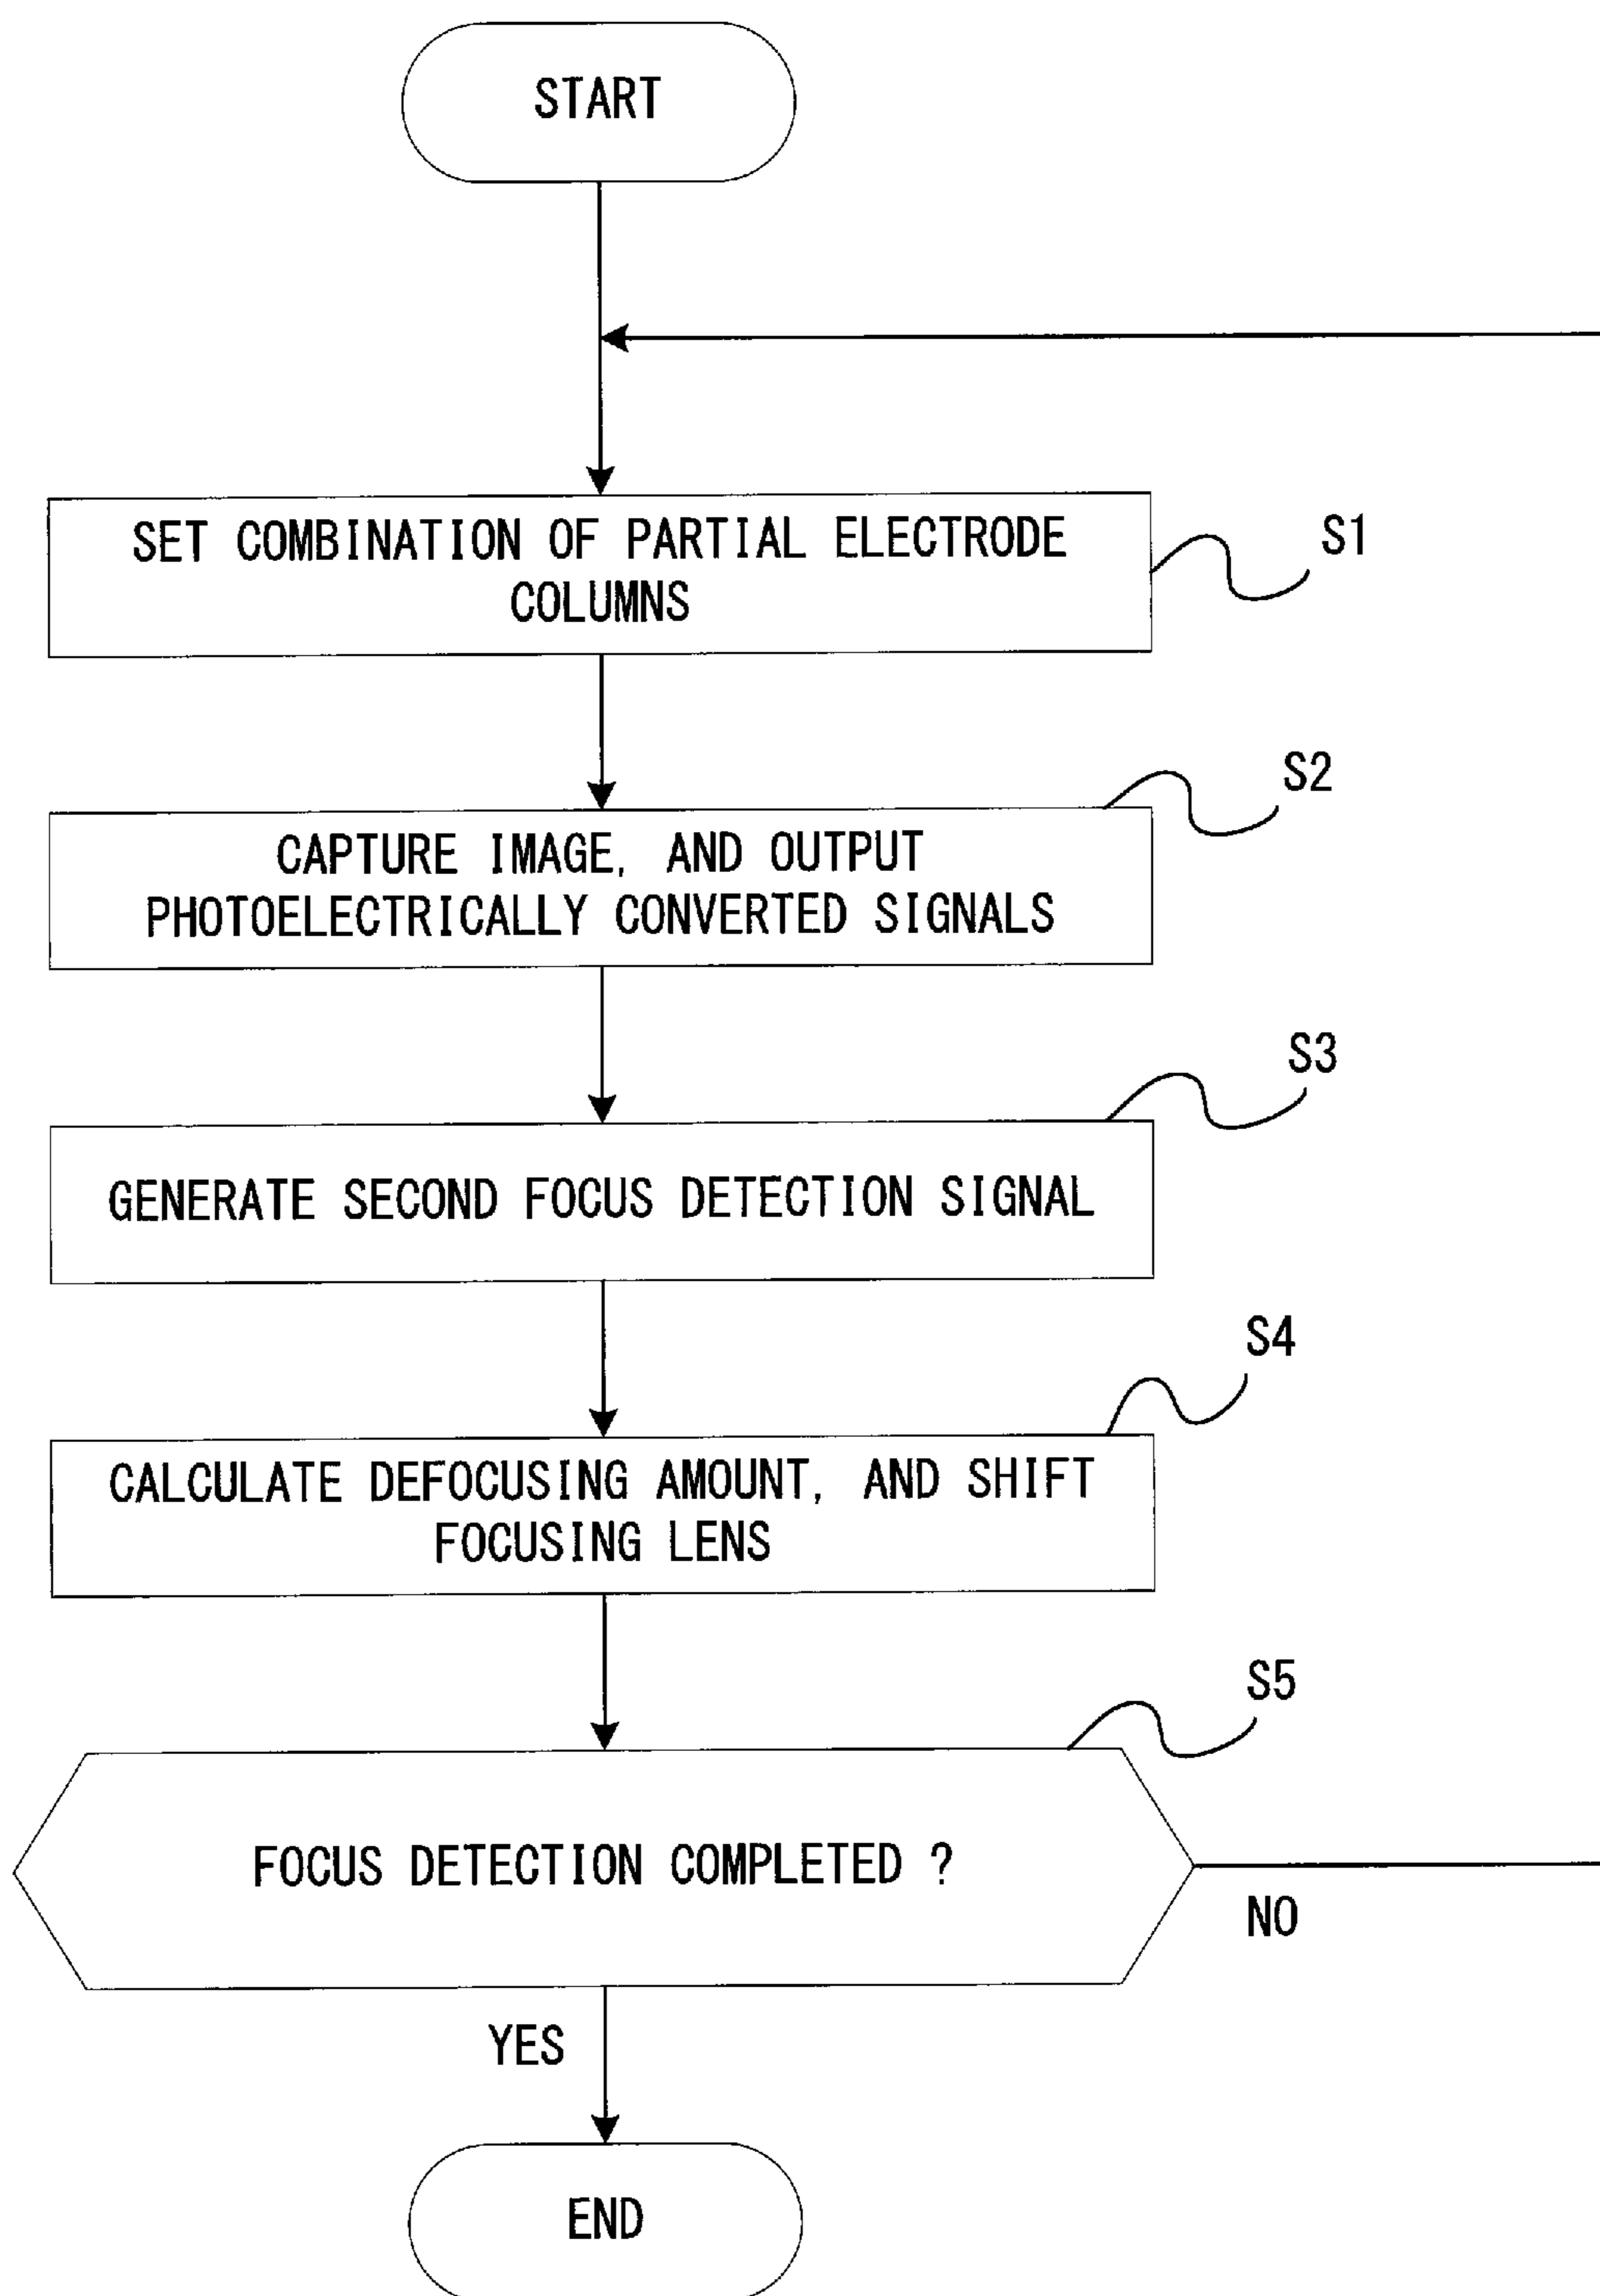 START
SET COMBINATION OF PARTIAL ELECTRODE
COLUMNS
S1
S2
CAPTURE IMAGE, AND OUTPUT
PHOTOELECTRICALLY CONVERTED SIGNALS
S3
GENERATE SECOND FOCUS DETECTION SIGNAL
S4
CALCULATE DEFOCUSING AMOUNT, AND SHIFT
FOCUSING LENS
S5
FOCUS DETECTION COMPLETED ?
NO
YES
END